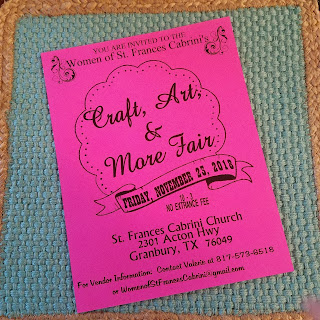 YOU ARE INVITED TO THE
Women of St. Frances Cabrini's
Craft, Art,
&
More Fair
FRIDAY, NOVEMBER 23, 2018
NO ENTRANCE FEE
St. Frances Cabrini Church
2301 Acton Hwy
Granbury, TX 76049
For Vendor Information: Contact Valerie at 817-573-8518
or WomenofStFrancesCabrini@gmail.com